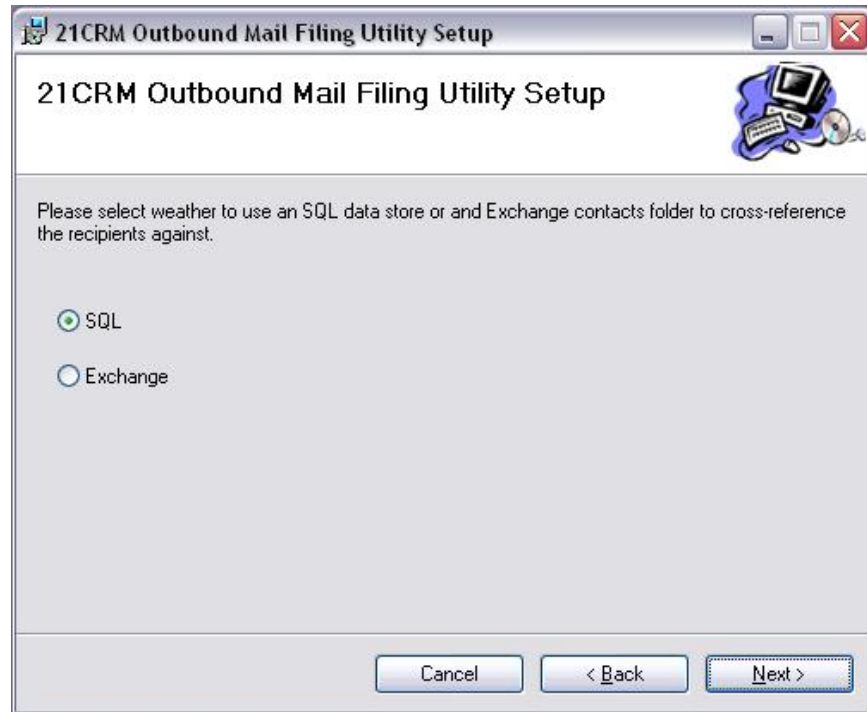 21CRM Outbound Mail Filing Utility Setup
21CRM Outbound Mail Filing Utility Setup
Please select weather to use an SQL data store or and Exchange contacts folder to cross-reference
the recipients against.
SQL
Exchange
Cancel
< Back
Next >